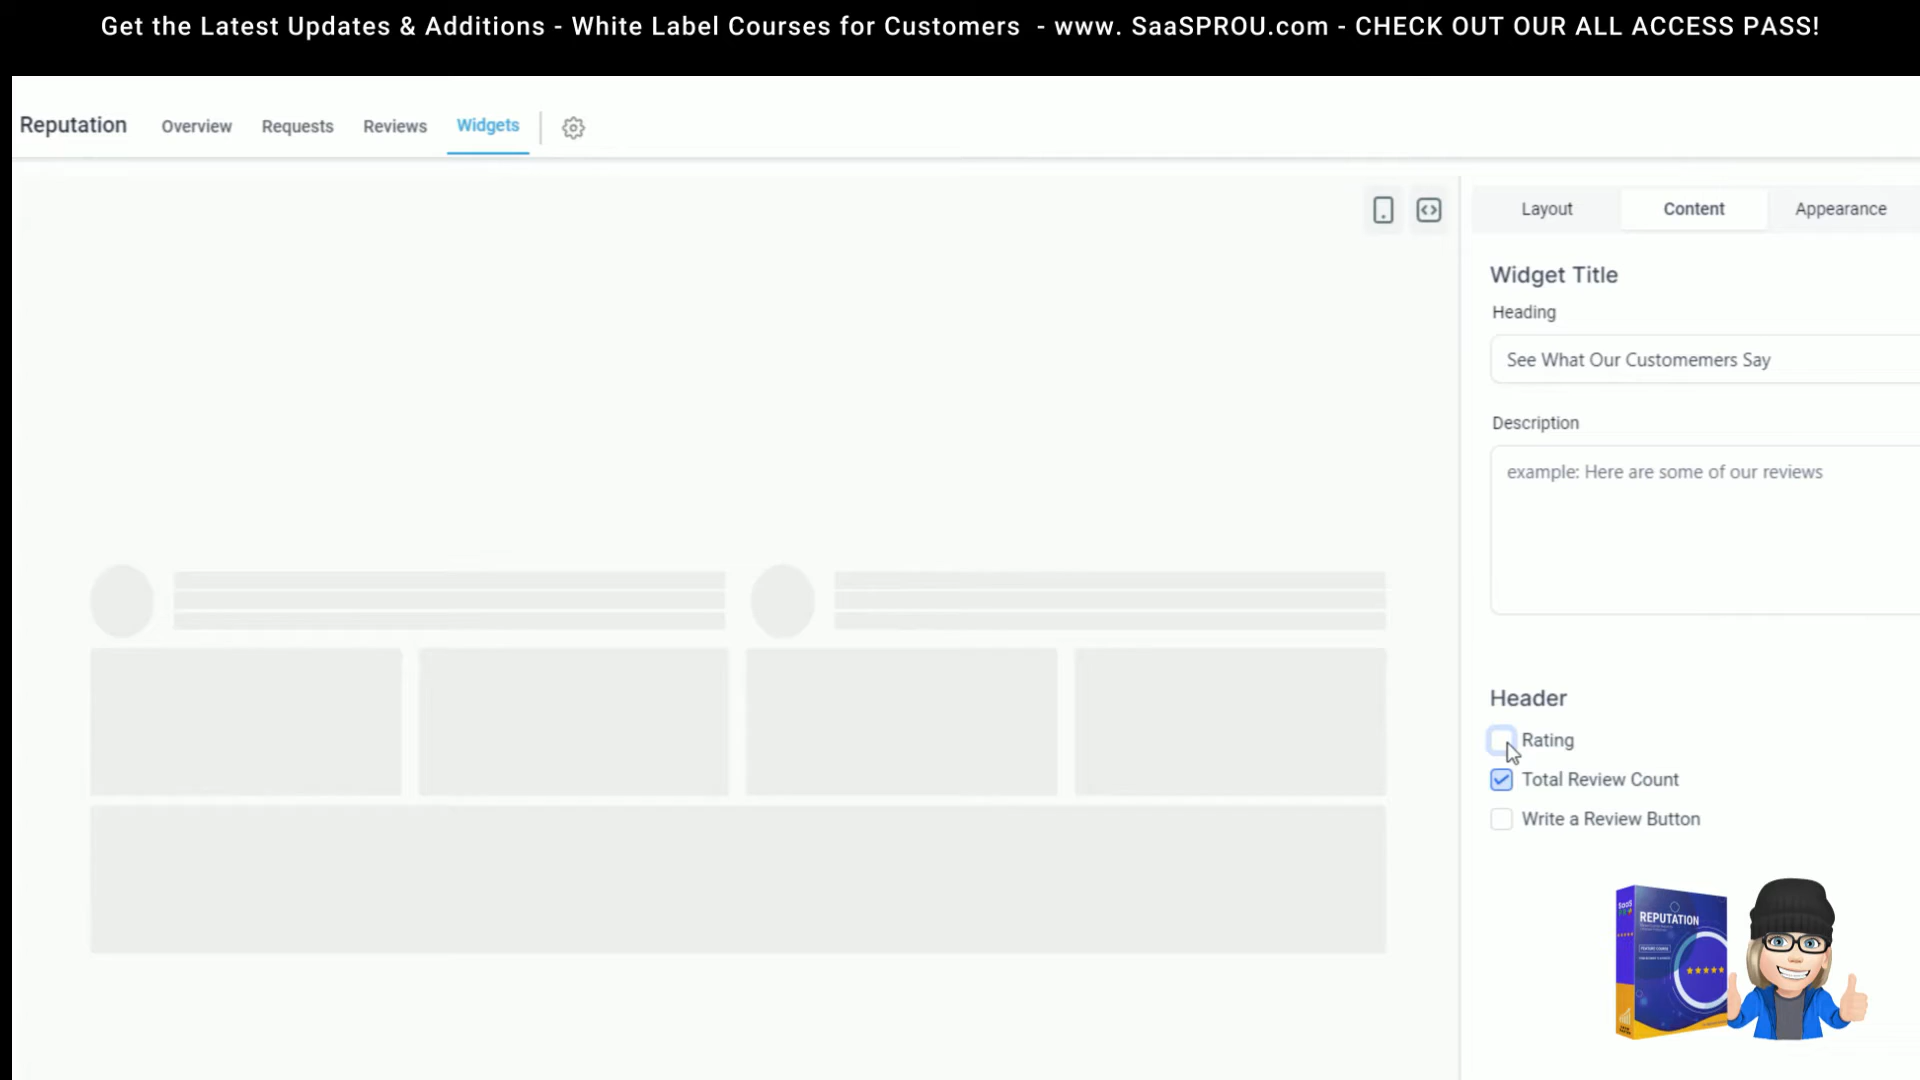 Get the Latest Updates & Additions - White Label Courses for Customers - www. SaaSPROU.com - CHECK OUT OUR ALL ACCESS PASS!
Reputation Overview Requests Reviews Widgets
Layout Content Appearance
Widget Title
Heading
See What Our Customemers Say
Description
example: Here are some of our reviews
Header
Rating
Total Review Count
Write a Review Button
REPUTATION